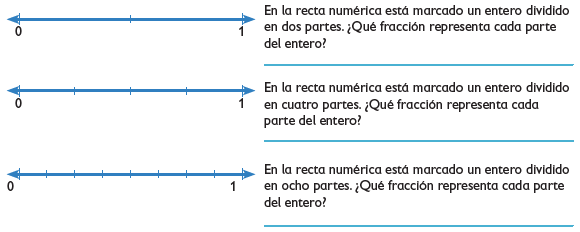 En la recta numérica está marcado un entero dividido
en dos partes. ¿Qué fracción representa cada parte
del entero?
0 1
En la recta numérica está marcado un entero dividido
en cuatro partes. ¿Qué fracción representa cada
parte del entero?
0 1
En la recta numérica está marcado un entero dividido
en ocho partes. ¿Qué fracción representa cada parte
del entero?
0 1